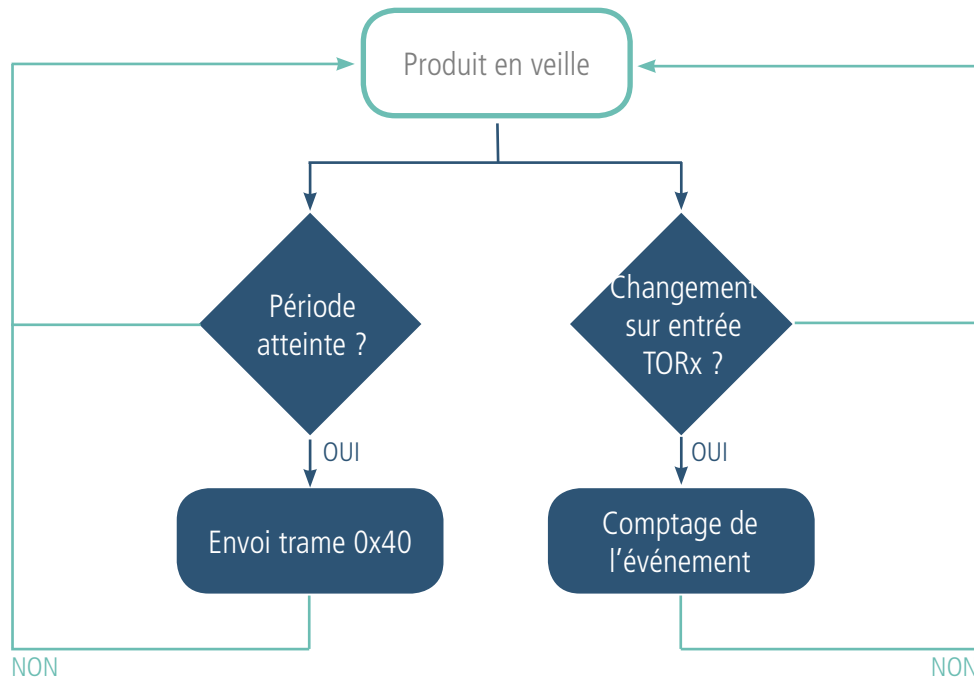 Produit en veille
Période
atteinte ?
Changement
sur entrée
TORx ?
OUI
OUI
Envoi trame 0x40
Comptage de
l’événement
NON
NON